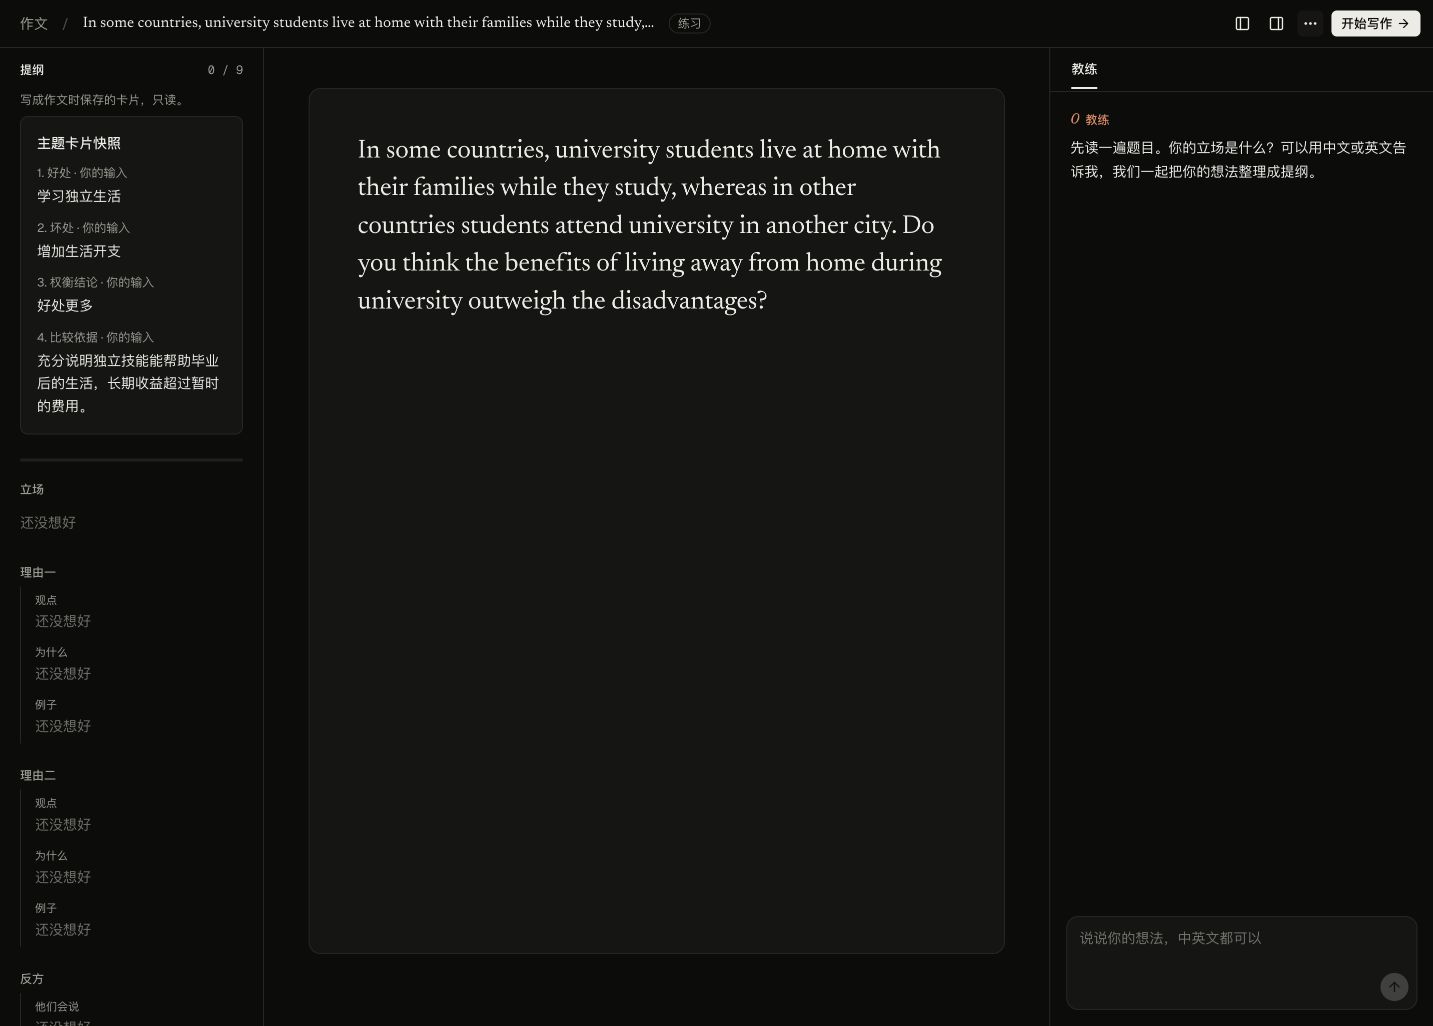 作文 / In some countries, university students live at home with their families while they study,... 练习
开始写作 →
提纲 0 / 9
写成作文时保存的卡片，只读。
主题卡片快照
1. 好处 · 你的输入
学习独立生活
2. 坏处 · 你的输入
增加生活开支
3. 权衡结论 · 你的输入
好处更多
4. 比较依据 · 你的输入
充分说明独立技能能帮助毕业
后的生活，长期收益超过暂时
的费用。
立场
还没想好
理由一
观点
还没想好
为什么
还没想好
例子
还没想好
理由二
观点
还没想好
为什么
还没想好
例子
还没想好
反方
他们会说
还没想好
In some countries, university students live at home with
their families while they study, whereas in other
countries students attend university in another city. Do
you think the benefits of living away from home during
university outweigh the disadvantages?
教练
O 教练
先读一遍题目。你的立场是什么？可以用中文或英文告
诉我，我们一起把你的想法整理成提纲。
说说你的想法，中英文都可以